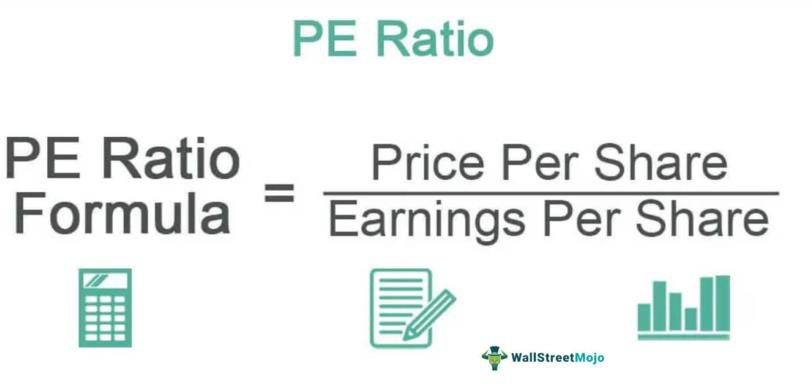 PE Ratio
PE Ratio
Formula
=
Price Per Share
Earnings Per Share
WallStreetMojo